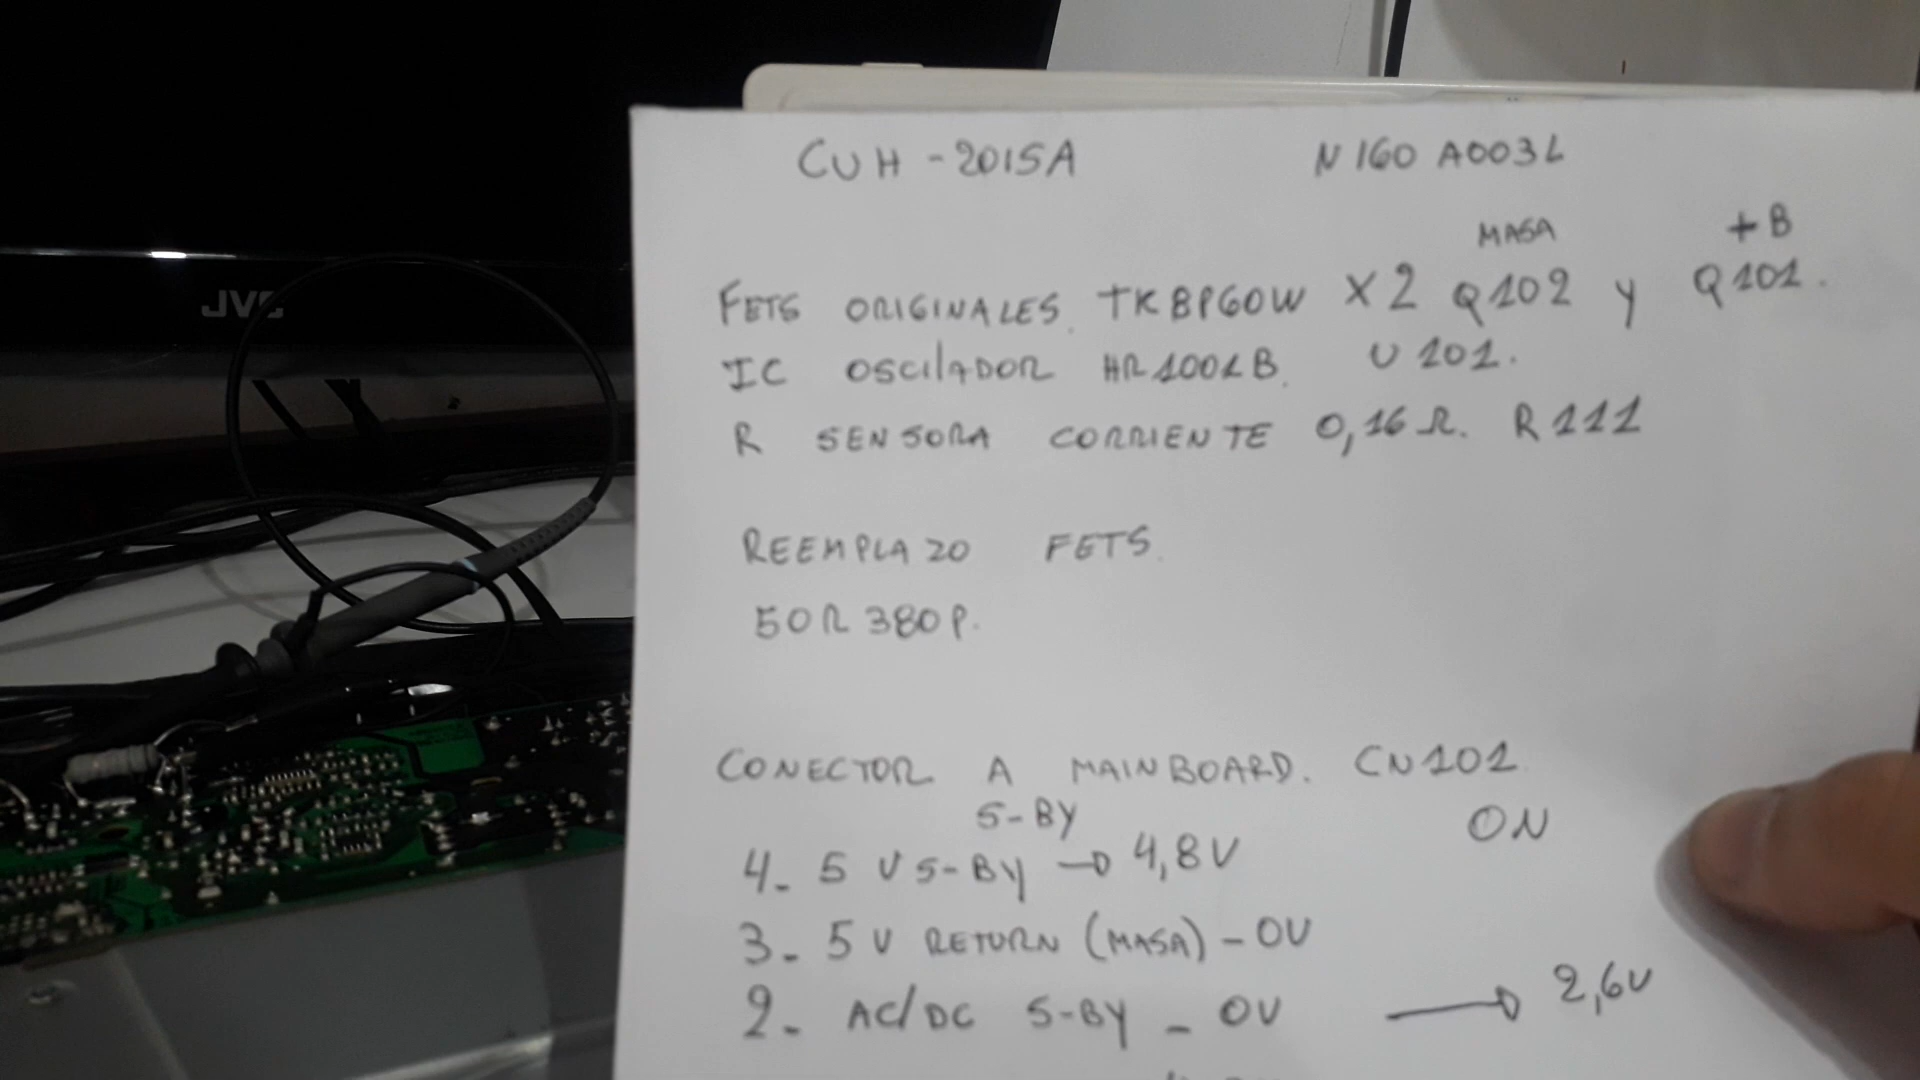 JVC
CUH-2015A N160 A003L
MASA +B
FETS ORIGINALES. TK8P60W X2 Q102 y Q101.
IC OSCILADOR HR1001B. U101.
R SENSORA CORRIENTE 0,16Ω. R111
REEMPLAZO FETS.
50R380P.
CONECTOR A MAINBOARD. CN101
S-BY ON
4- 5 V S-BY → 4,8V
3- 5 V RETURN (MASA) - 0V
2- AC/DC S-BY - 0V → 2,6V